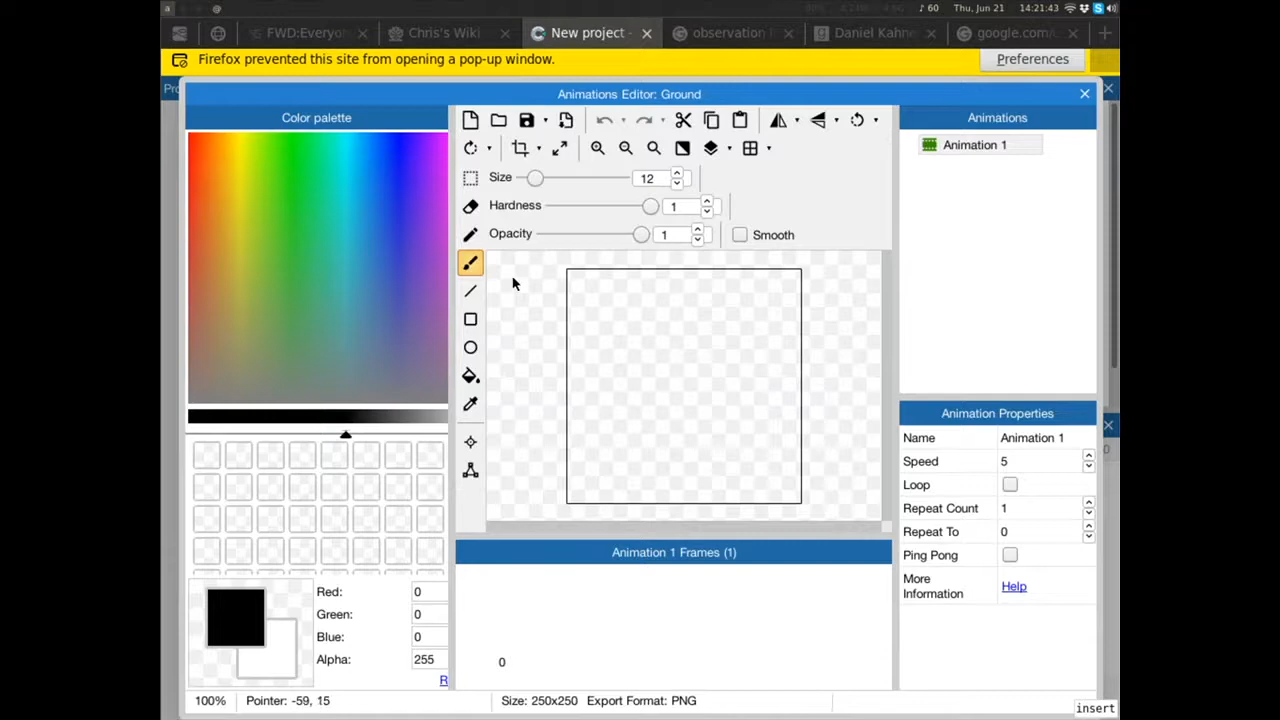 ♪ 60 Thu, Jun 21 14:21:43
FWD:Everyo Chris's Wiki New project - observation Daniel Kahne google.com/
Firefox prevented this site from opening a pop-up window. Preferences
Animations Editor: Ground
Color palette
Animations
Animation 1
Size 12
Hardness 1
Opacity 1 Smooth
Animation Properties
Name Animation 1
Speed 5
Loop
Repeat Count 1
Repeat To 0
Ping Pong
More
Information Help
Animation 1 Frames (1)
0
Red: 0
Green: 0
Blue: 0
Alpha: 255
R
100% Pointer: -59, 15 Size: 250x250 Export Format: PNG
insert